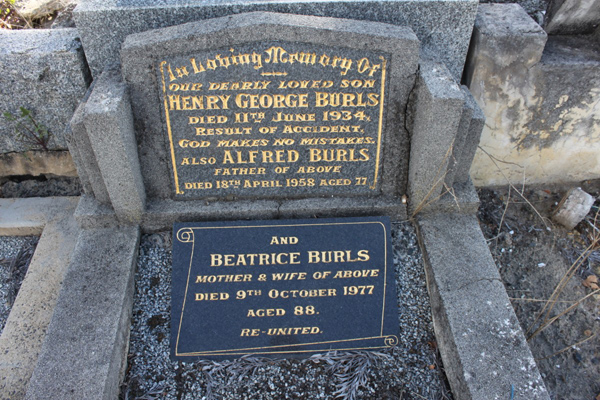 In Loving Memory Of
OUR DEARLY LOVED SON
HENRY GEORGE BURLS
DIED 11TH JUNE 1934.
RESULT OF ACCIDENT,
GOD MAKES NO MISTAKES.
ALSO ALFRED BURLS
FATHER OF ABOVE
DIED 18TH APRIL 1958 AGED 77
AND
BEATRICE BURLS
MOTHER & WIFE OF ABOVE
DIED 9TH OCTOBER 1977
AGED 88.
RE-UNITED.